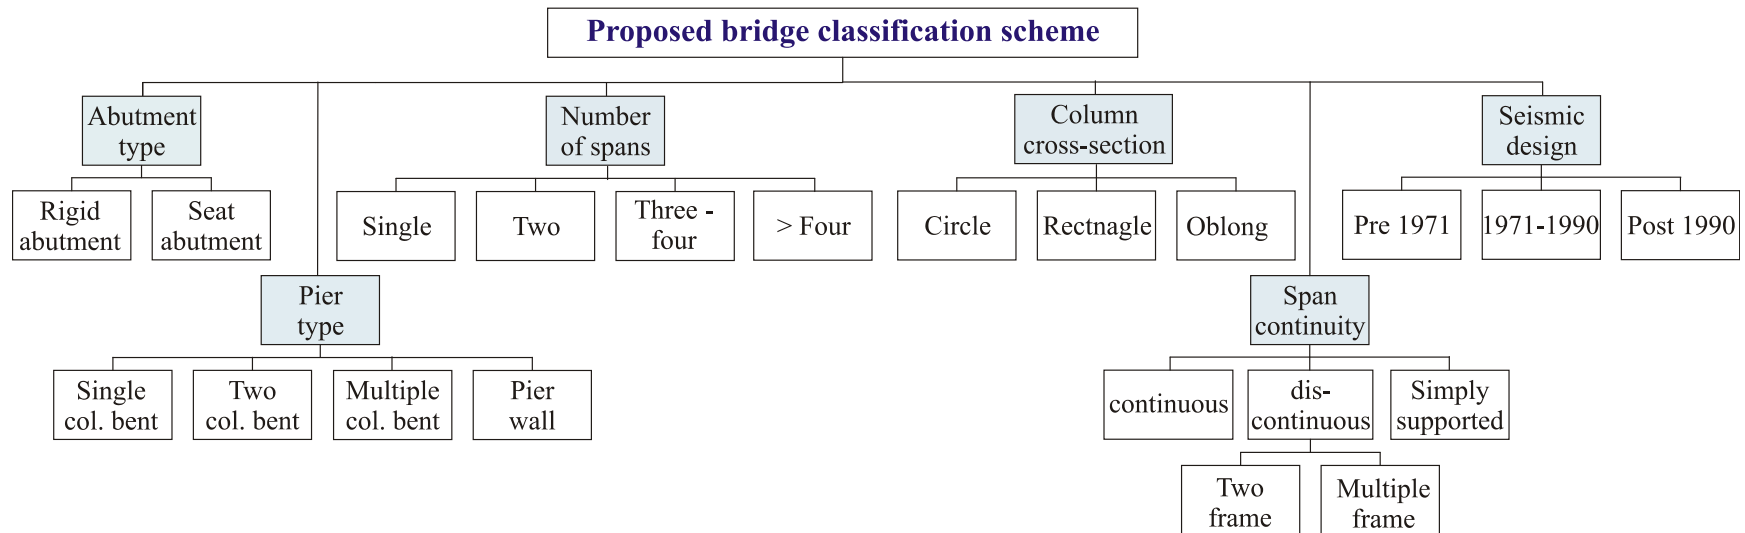 Proposed bridge classification scheme
Abutment
type
Number
of spans
Column
cross-section
Seismic
design
Rigid
abutment
Seat
abutment
Single
Two
Three -
four
> Four
Circle
Rectnagle
Oblong
Pre 1971
1971-1990
Post 1990
Pier
type
Span
continuity
Single
col. bent
Two
col. bent
Multiple
col. bent
Pier
wall
continuous
dis-
continuous
Simply
supported
Two
frame
Multiple
frame